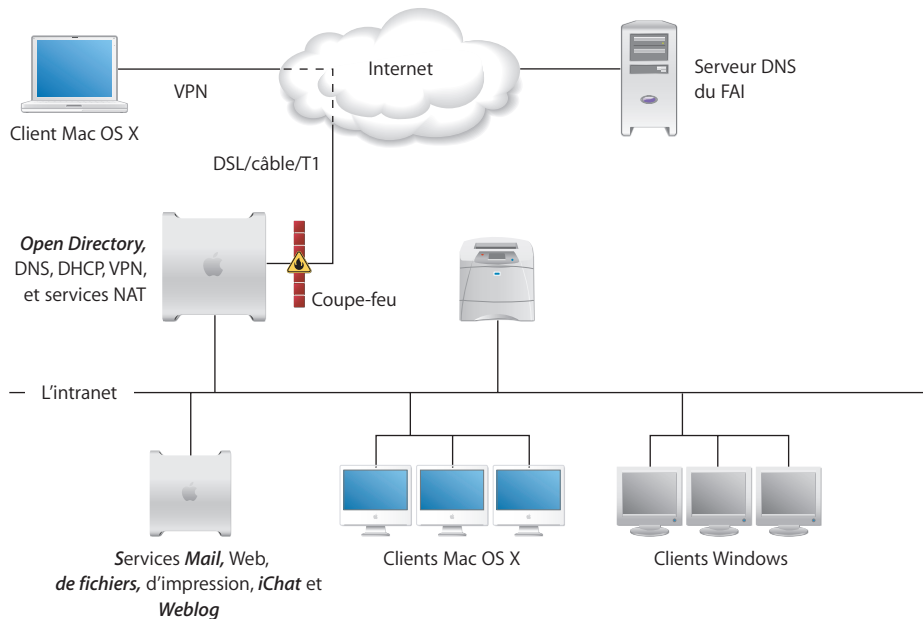 Internet
VPN
Serveur DNS
du FAI
Client Mac OS X
DSL/câble/T1
Open Directory,
DNS, DHCP, VPN,
et services NAT
Coupe-feu
L’intranet
Services Mail, Web,
de fichiers, d’impression, iChat et
Weblog
Clients Mac OS X
Clients Windows